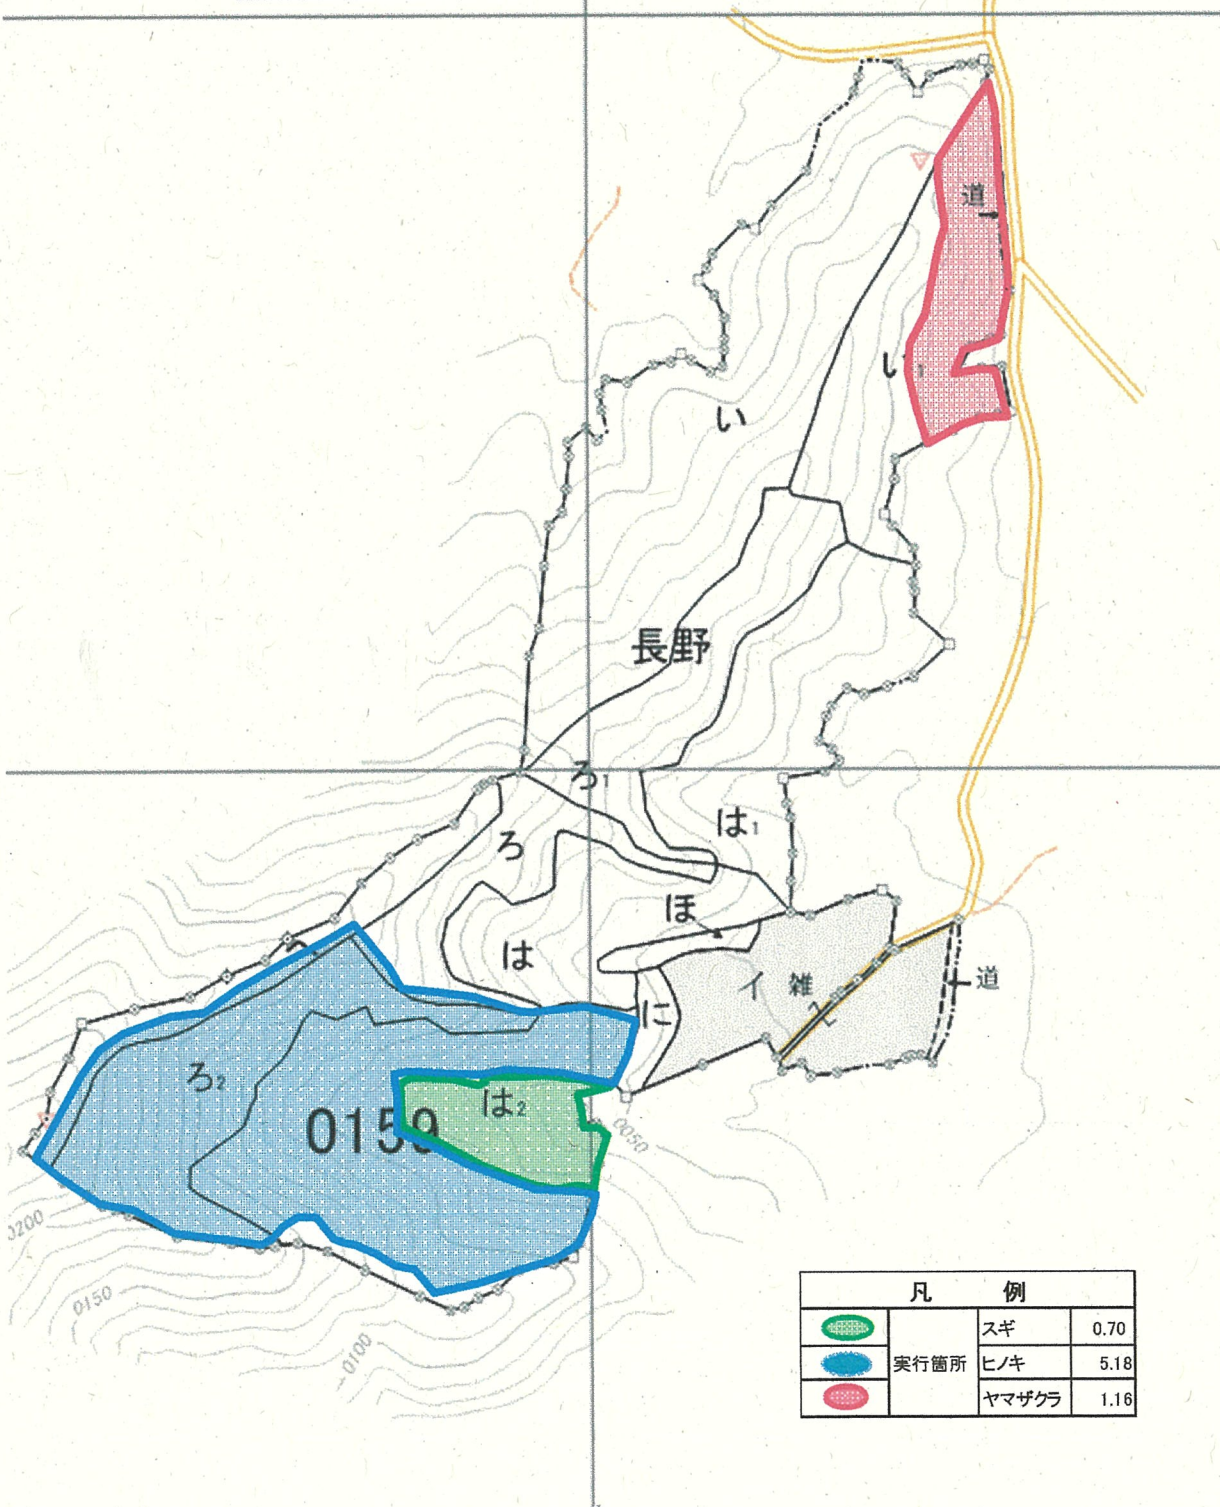 道
い₁
い
長野
ろ₁
は₁
ろ
ほ
は
イ 雑
道
に
ろ₂
は₂
0159
0050
0200
0150
0100
凡 例
実行箇所
スギ 0.70
ヒノキ 5.18
ヤマザクラ 1.16